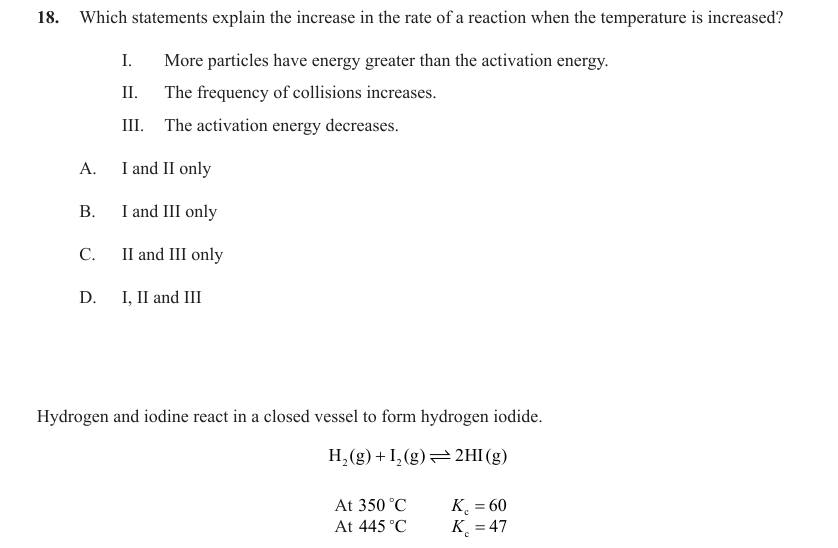 18. Which statements explain the increase in the rate of a reaction when the temperature is increased?
I. More particles have energy greater than the activation energy.
II. The frequency of collisions increases.
III. The activation energy decreases.
A. I and II only
B. I and III only
C. II and III only
D. I, II and III
Hydrogen and iodine react in a closed vessel to form hydrogen iodide.
H₂(g) + I₂(g) ⇌ 2HI(g)
At 350 °C K_c = 60
At 445 °C K_c = 47